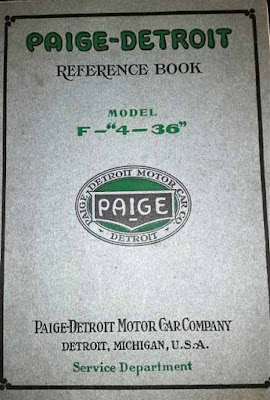 PAIGE-DETROIT
REFERENCE BOOK
MODEL
F-"4-36"
PAIGE-DETROIT MOTOR CAR CO
PAIGE
DETROIT
PAIGE-DETROIT MOTOR CAR COMPANY
DETROIT, MICHIGAN, U.S.A.
Service Department